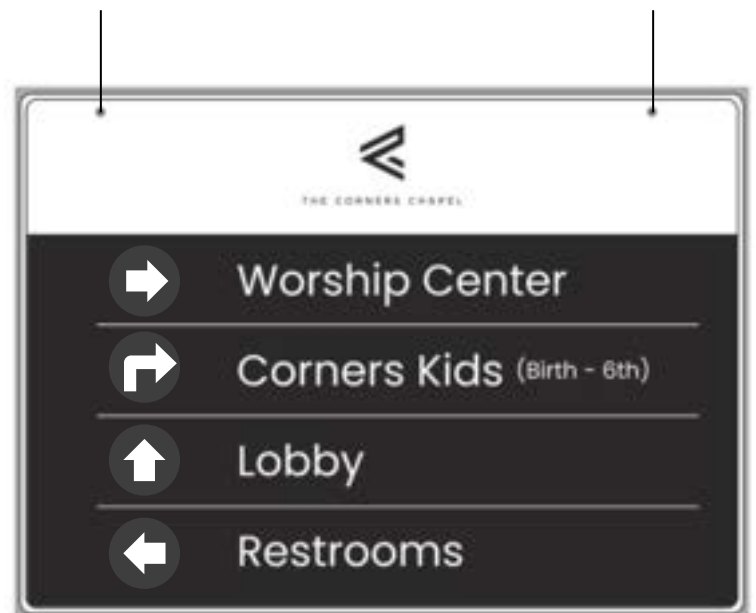 THE CORNERS CHAPEL
Worship Center
Corners Kids (Birth - 6th)
Lobby
Restrooms